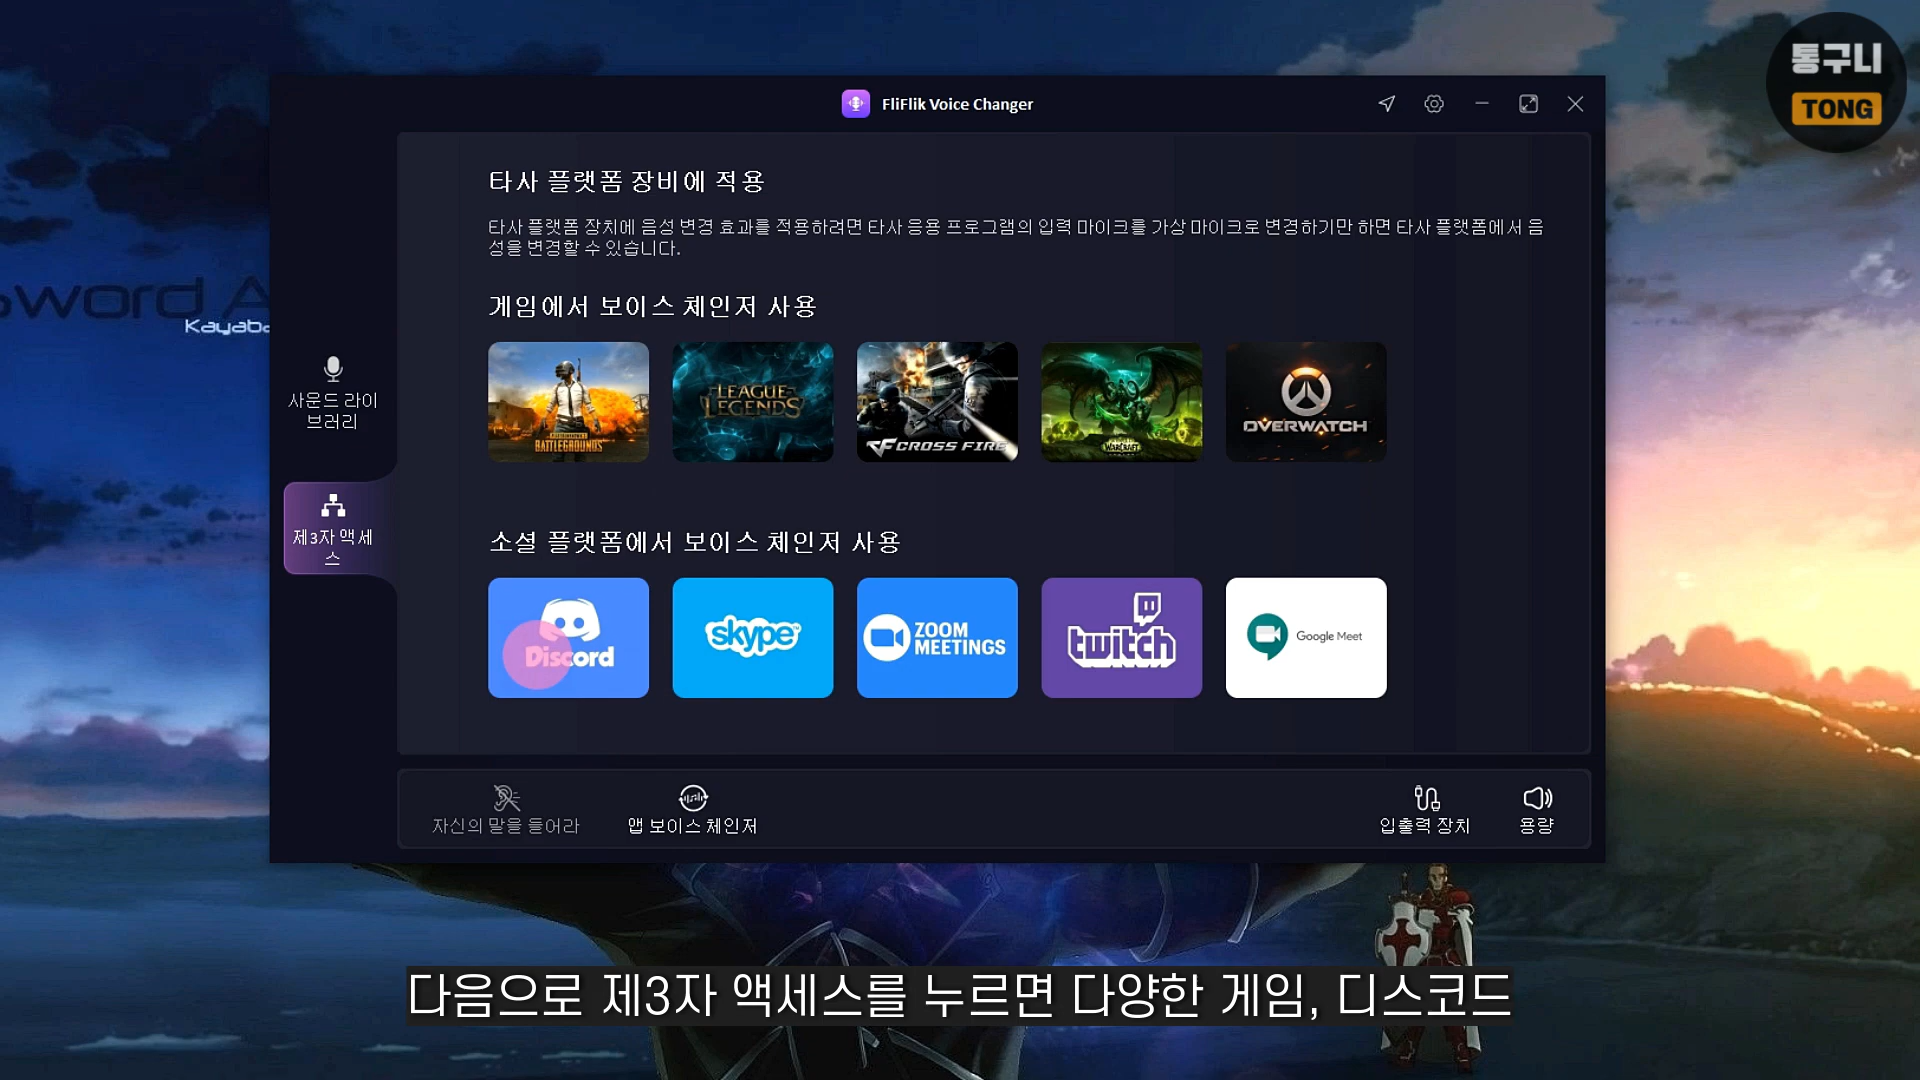 통구니
TONG
FliFlik Voice Changer
타사 플랫폼 장비에 적용
타사 플랫폼 장치에 음성 변경 효과를 적용하려면 타사 응용 프로그램의 입력 마이크를 가상 마이크로 변경하기만 하면 타사 플랫폼에서 음
성을 변경할 수 있습니다.
게임에서 보이스 체인저 사용
BATTLEGROUNDS
LEAGUE OF
LEGENDS
CF CROSS FIRE
WARCRAFT
OVERWATCH
Sword A
Kayaba
사운드 라이
브러리
제3자 액세
스
소셜 플랫폼에서 보이스 체인저 사용
Discord
skype
ZOOM
MEETINGS
twitch
Google Meet
자신의 말을 들어라
맵 보이스 체인저
입출력 장치
용량
다음으로 제3자 액세스를 누르면 다양한 게임, 디스코드